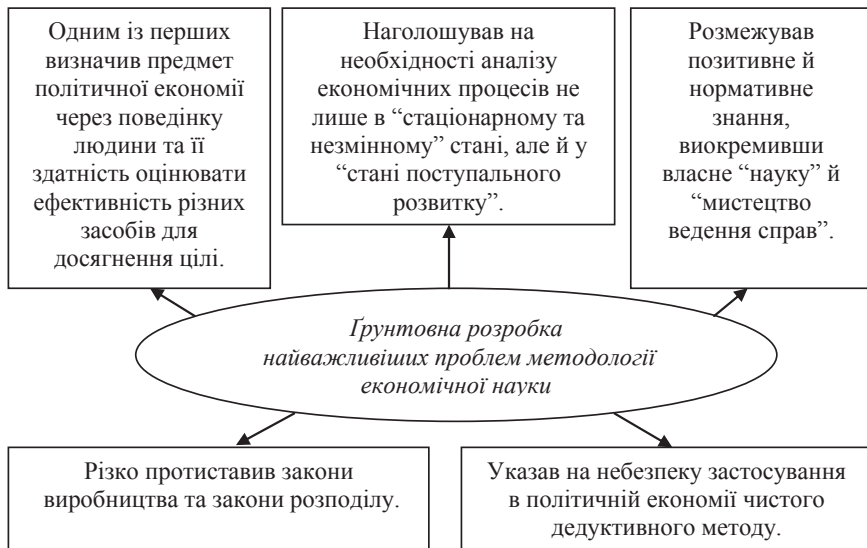 Одним із перших
визначив предмет
політичної економії
через поведінку
людини та її
здатність оцінювати
ефективність різних
засобів для
досягнення цілі.
Наголошував на
необхідності аналізу
економічних процесів не
лише в “стаціонарному та
незмінному” стані, але й у
“стані поступального
розвитку”.
Розмежував
позитивне й
нормативне
знання,
виокремивши
власне “науку” й
“мистецтво
ведення справ”.
Ґрунтовна розробка
найважливіших проблем методології
економічної науки
Різко протиставив закони
виробництва та закони розподілу.
Указав на небезпеку застосування
в політичній економії чистого
дедуктивного методу.